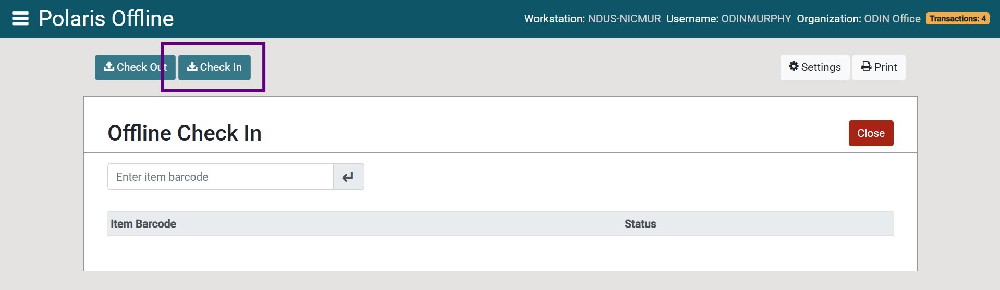 Polaris Offline
Workstation: NDUS-NICMUR Username: ODINMURPHY Organization: ODIN Office Transactions: 4
Check Out Check In Settings Print
Offline Check In Close
Enter item barcode
Item Barcode Status